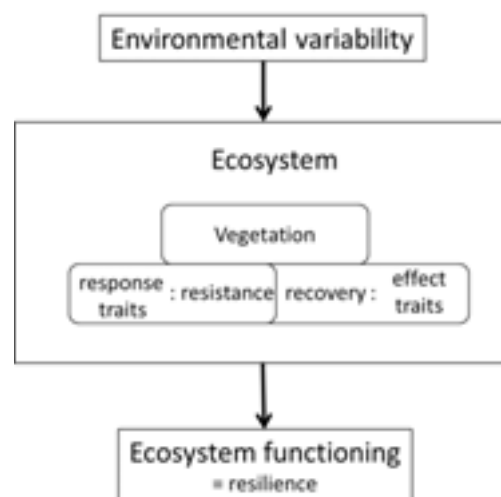 Environmental variability
Ecosystem
Vegetation
response traits : resistance
recovery : effect traits
Ecosystem functioning
= resilience